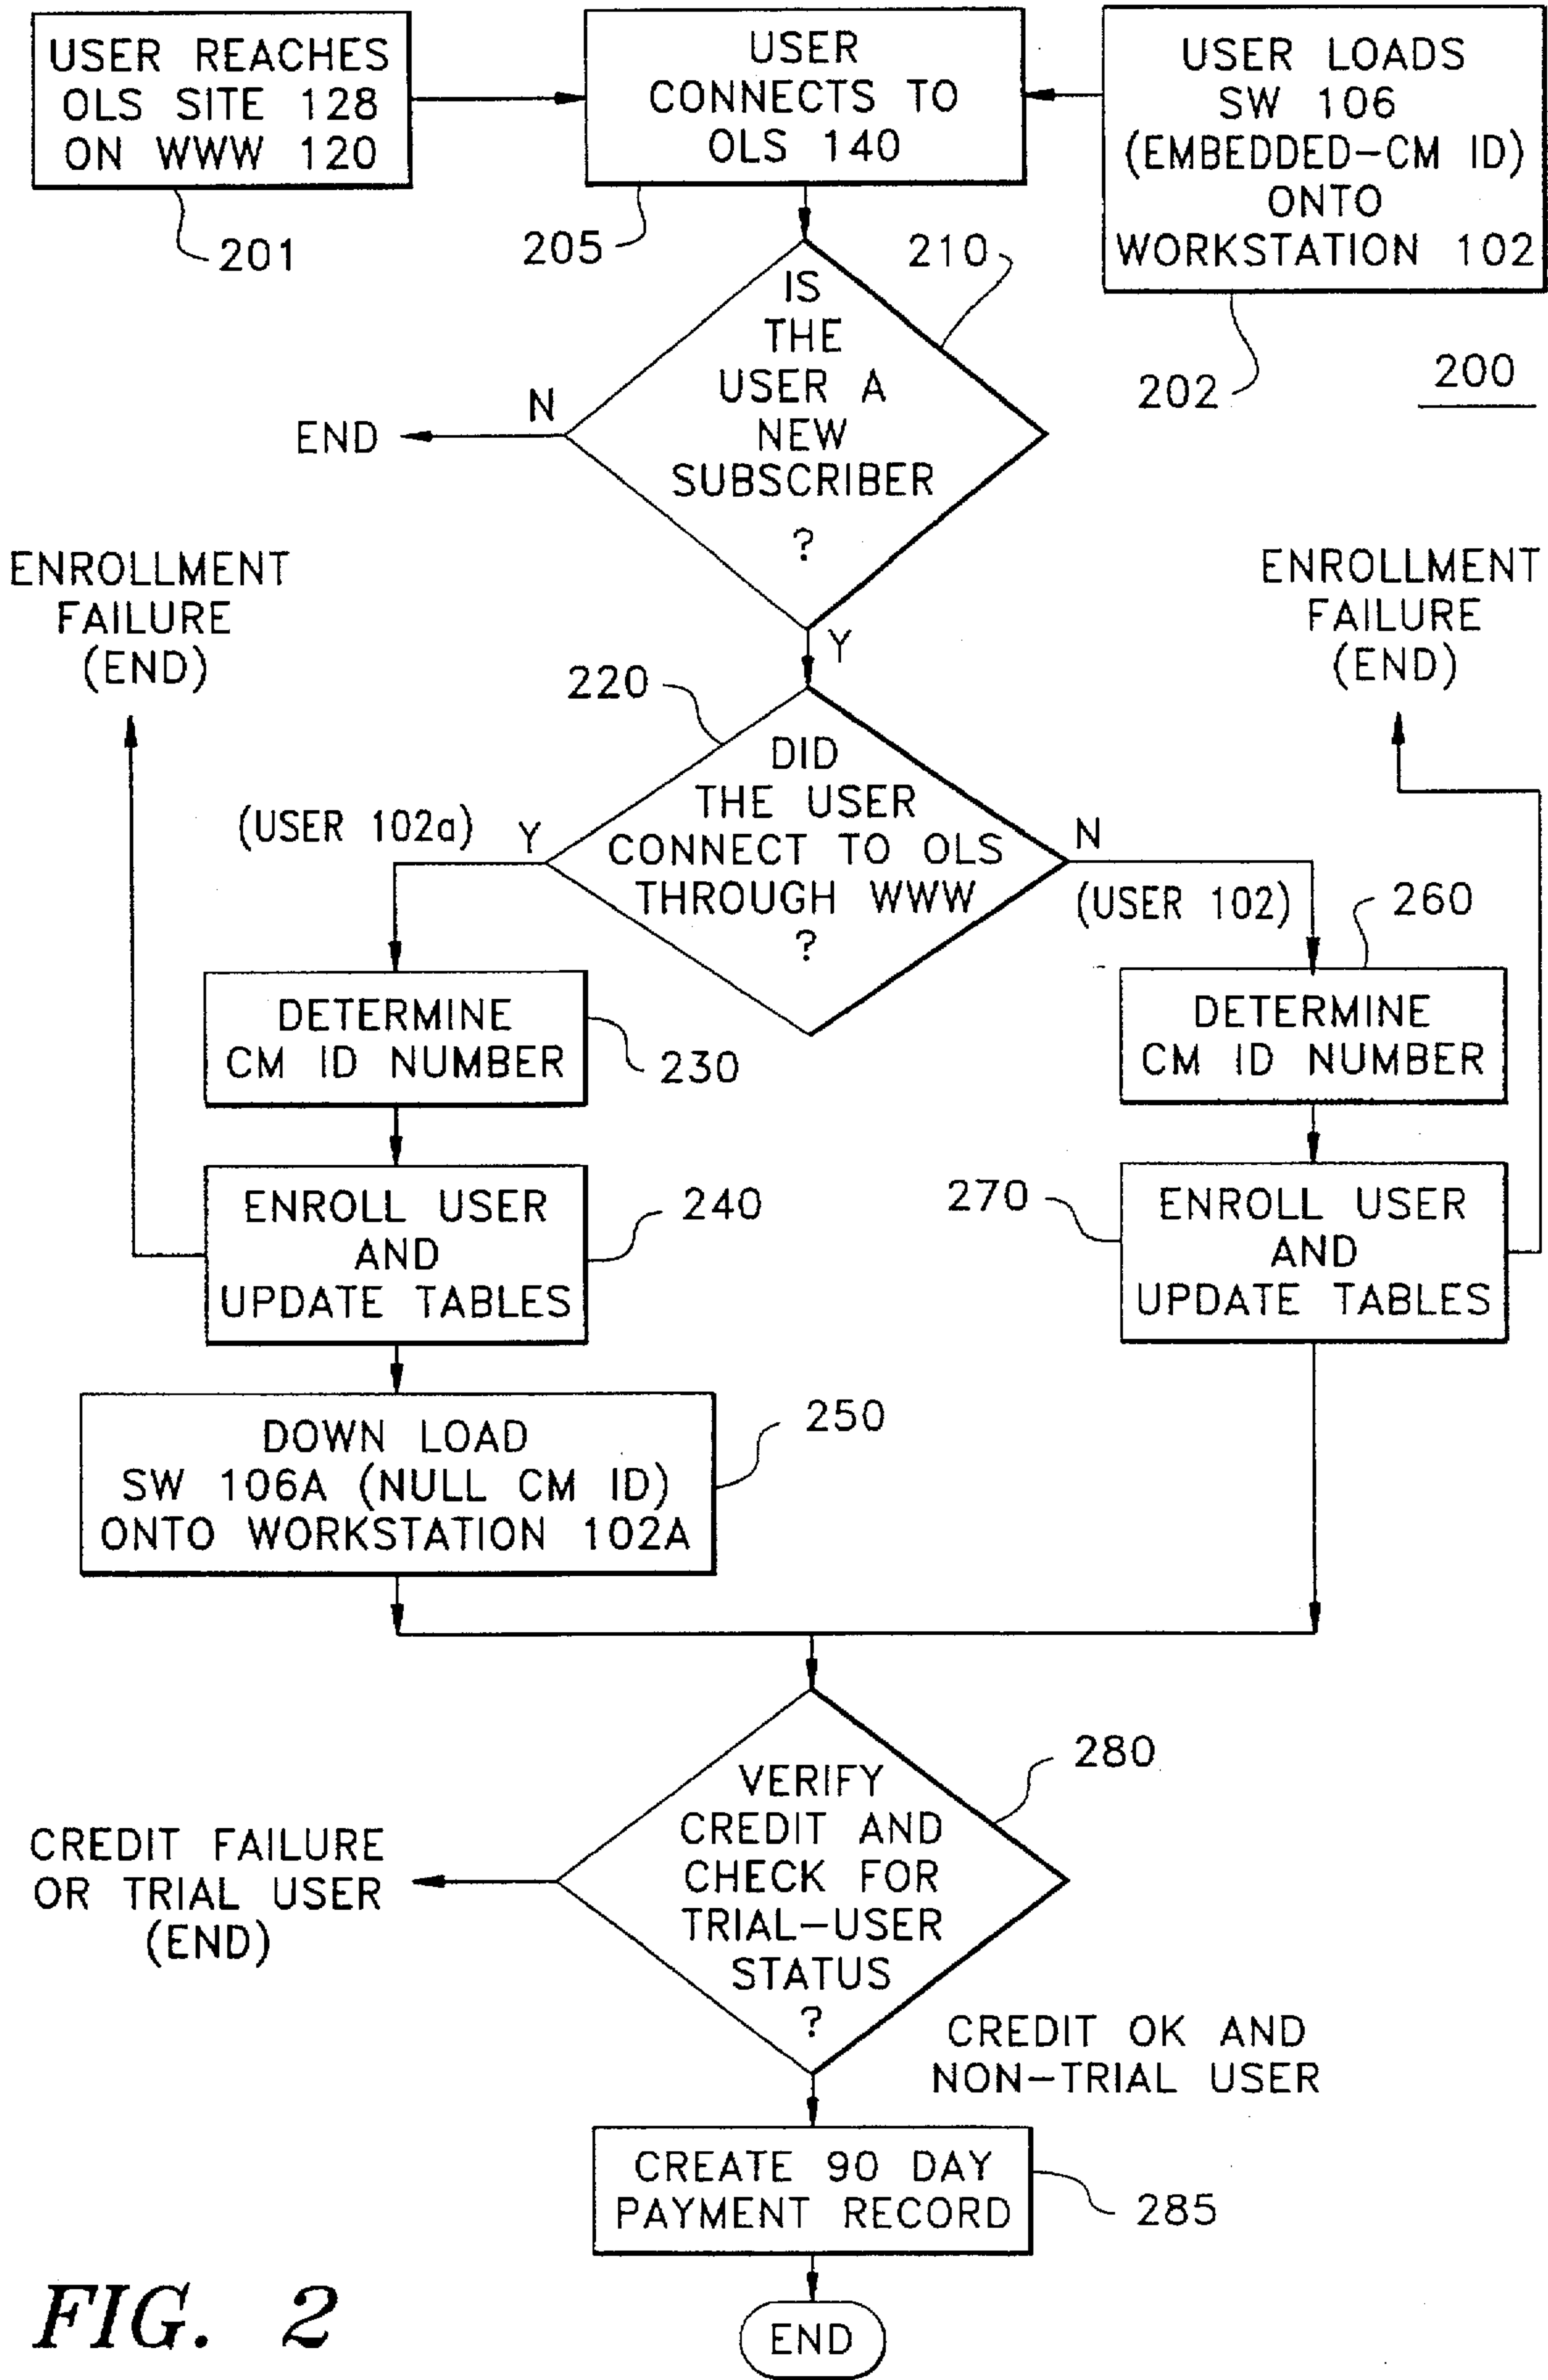 USER REACHES
OLS SITE 128
ON WWW 120
201
USER
CONNECTS TO
OLS 140
205
USER LOADS
SW 106
(EMBEDDED-CM ID)
ONTO
WORKSTATION 102
202
200
210
IS
THE
USER A
NEW
SUBSCRIBER
?
N
END
Y
ENROLLMENT
FAILURE
(END)
ENROLLMENT
FAILURE
(END)
220
DID
THE USER
CONNECT TO OLS
THROUGH WWW
?
(USER 102a)
Y
N
(USER 102)
DETERMINE
CM ID NUMBER
230
260
DETERMINE
CM ID NUMBER
ENROLL USER
AND
UPDATE TABLES
240
270
ENROLL USER
AND
UPDATE TABLES
DOWN LOAD
SW 106A (NULL CM ID)
ONTO WORKSTATION 102A
250
VERIFY
CREDIT AND
CHECK FOR
TRIAL-USER
STATUS
?
280
CREDIT FAILURE
OR TRIAL USER
(END)
CREDIT OK AND
NON-TRIAL USER
CREATE 90 DAY
PAYMENT RECORD
285
END
FIG. 2